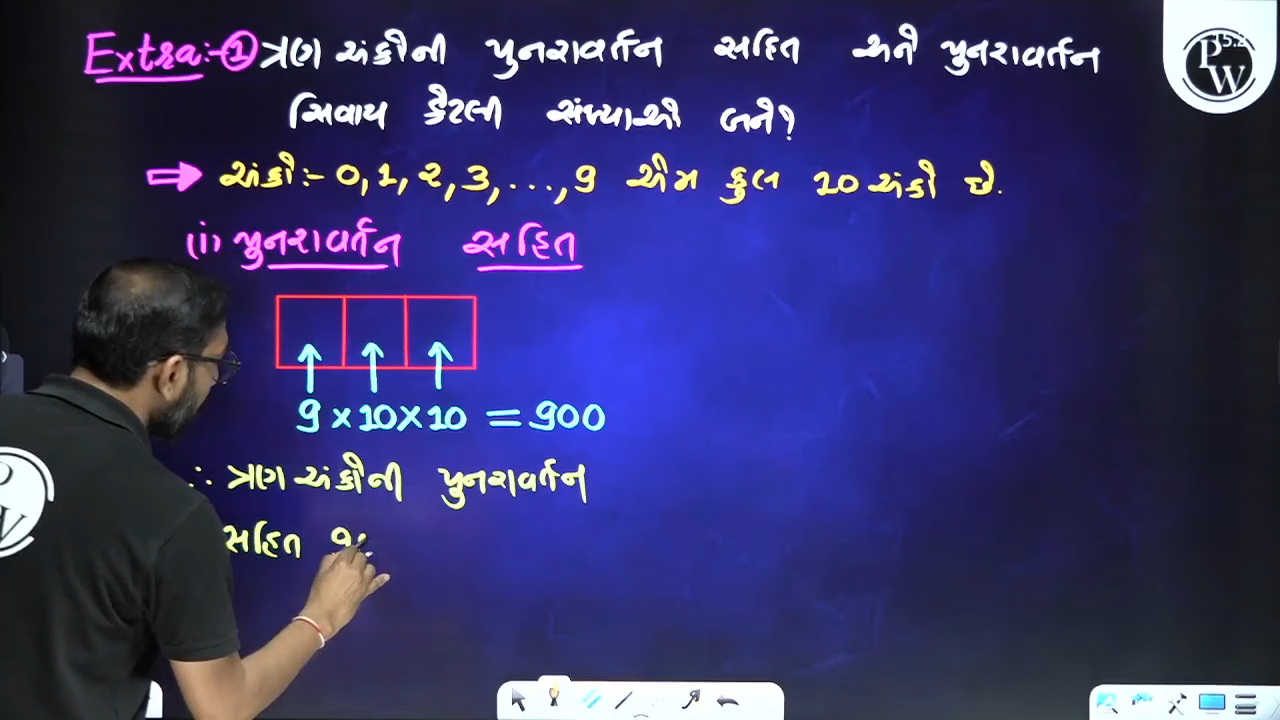 Extra:-① ત્રણ અંકોની પુનરાવર્તન સહિત અને પુનરાવર્તન
સિવાય કેટલી સંખ્યાઓ બને?
⇒ અંકો:- 0, 1, 2, 3, ..., 9 એમ કુલ 10 અંકો છે.
(i) પુનરાવર્તન સહિત
9 × 10 × 10 = 900
∴ ત્રણ અંકોની પુનરાવર્તન
સહિત
PW